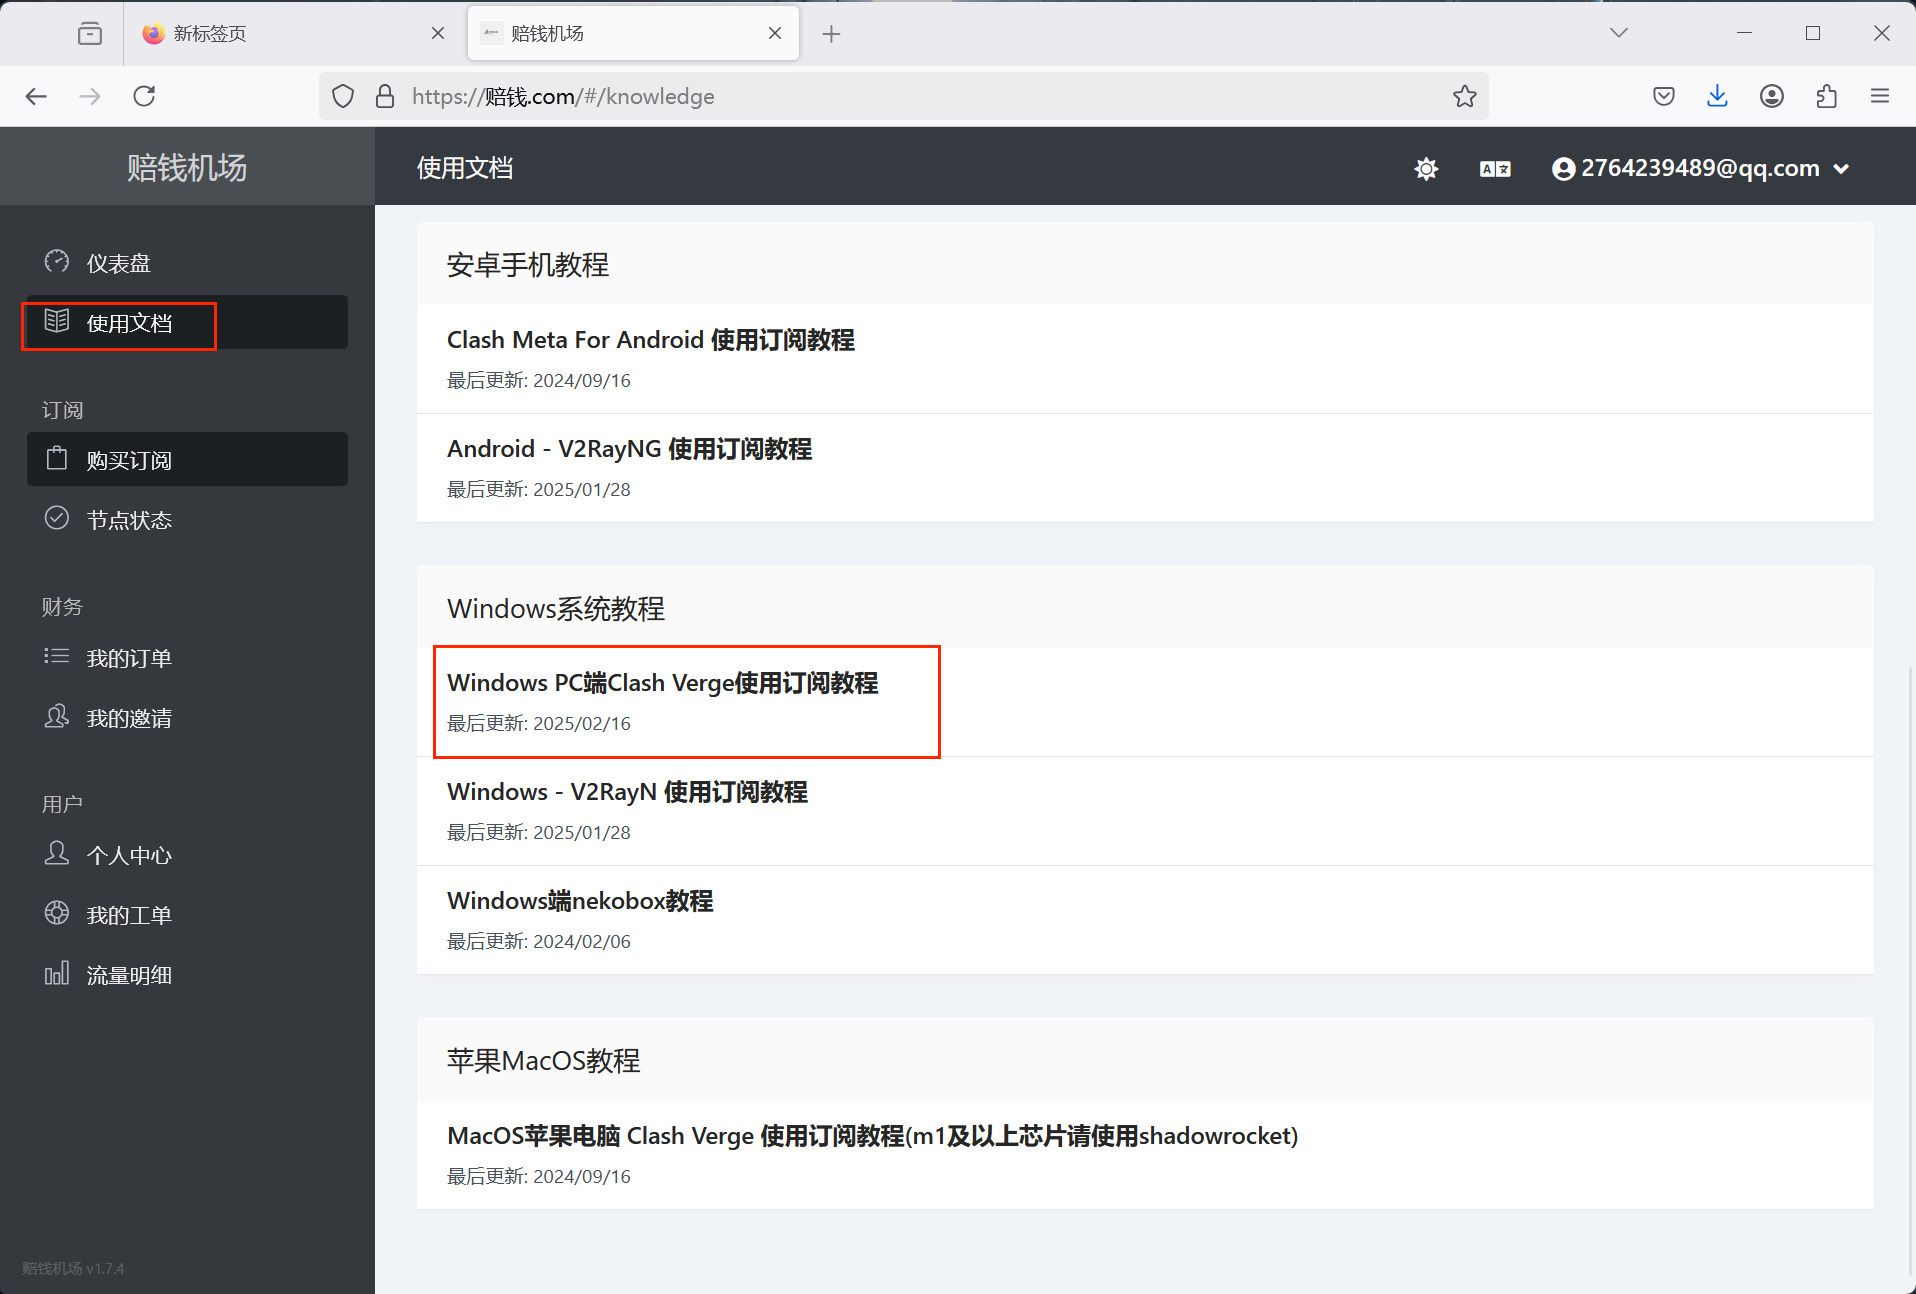 新标签页
赔钱机场
https://赔钱.com/#/knowledge
赔钱机场
使用文档
2764239489@qq.com
仪表盘
使用文档
订阅
购买订阅
节点状态
财务
我的订单
我的邀请
用户
个人中心
我的工单
流量明细
赔钱机场 v1.7.4
安卓手机教程
Clash Meta For Android 使用订阅教程
最后更新: 2024/09/16
Android - V2RayNG 使用订阅教程
最后更新: 2025/01/28
Windows系统教程
Windows PC端Clash Verge使用订阅教程
最后更新: 2025/02/16
Windows - V2RayN 使用订阅教程
最后更新: 2025/01/28
Windows端nekobox教程
最后更新: 2024/02/06
苹果MacOS教程
MacOS苹果电脑 Clash Verge 使用订阅教程(m1及以上芯片请使用shadowrocket)
最后更新: 2024/09/16